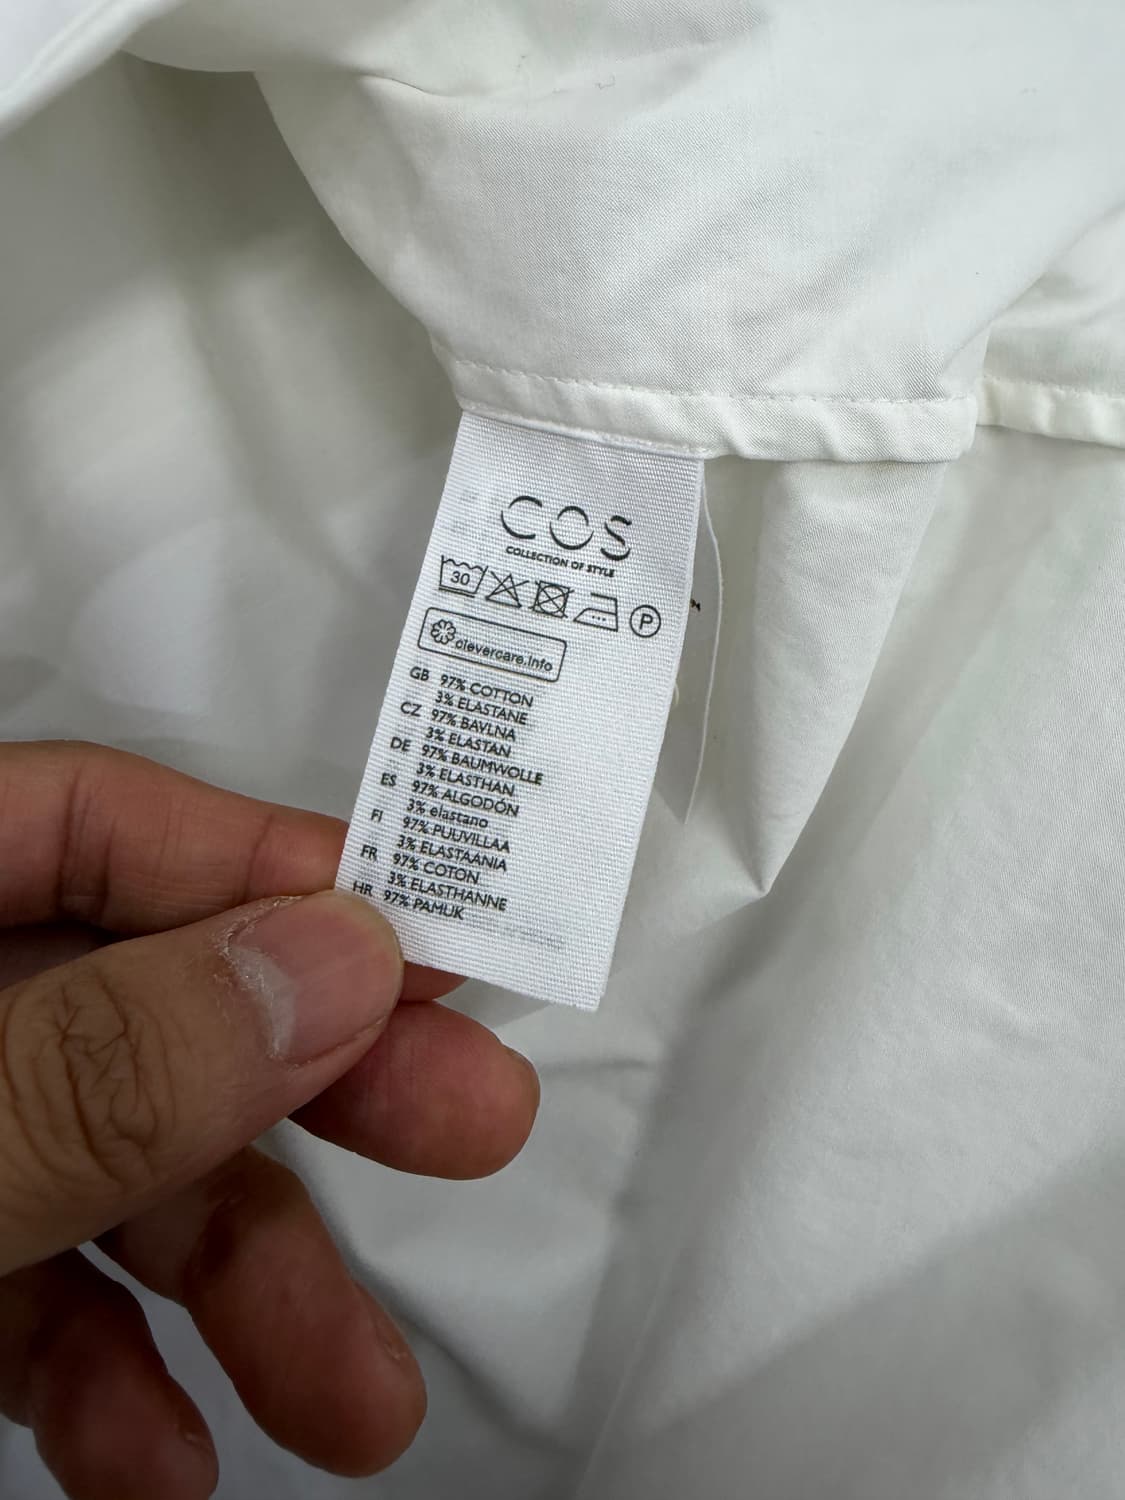 COS
COLLECTION OF STYLE
30 P
clevercare.info
GB 97% COTTON
3% ELASTANE
CZ 97% BAVLNA
3% ELASTAN
DE 97% BAUMWOLLE
3% ELASTHAN
ES 97% ALGODÓN
3% elastano
FI 97% PUUVILLAA
3% ELASTAANIA
FR 97% COTON
3% ELASTHANNE
HR 97% PAMUK